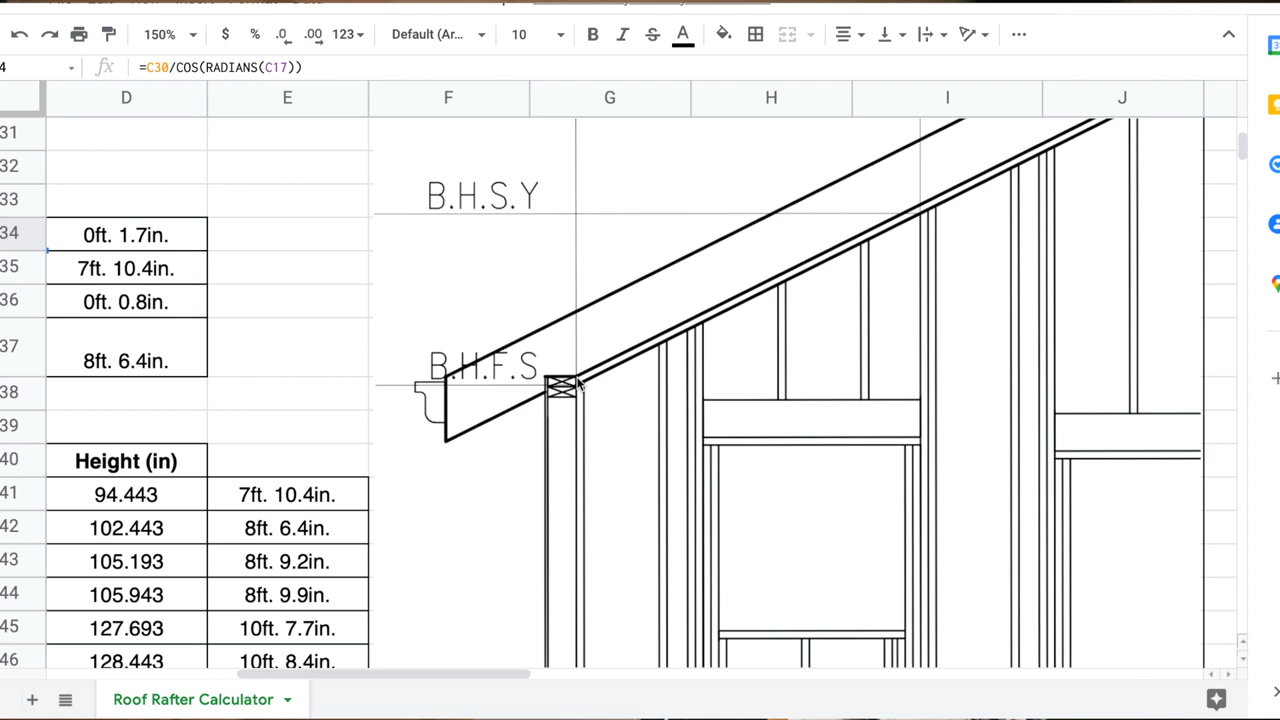 150%
$
%
.0
.00
123
Default (Ar...
10
B
I
S
A
4
fx
=C30/COS(RADIANS(C17))
D
E
F
G
H
I
J
31
32
33
34
0ft. 1.7in.
35
7ft. 10.4in.
36
0ft. 0.8in.
37
8ft. 6.4in.
38
39
40
Height (in)
41
94.443
7ft. 10.4in.
42
102.443
8ft. 6.4in.
43
105.193
8ft. 9.2in.
44
105.943
8ft. 9.9in.
45
127.693
10ft. 7.7in.
46
128.443
10ft. 8.4in.
B.H.S.Y
B.H.F.S
Roof Rafter Calculator